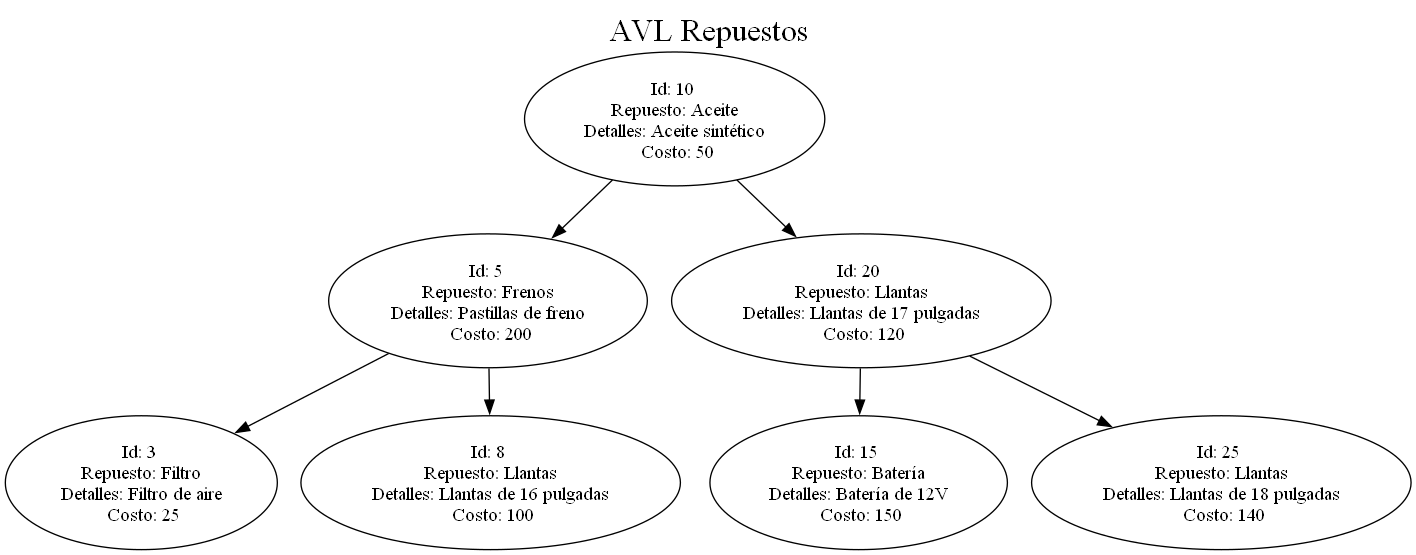 AVL Repuestos
Id: 10
Repuesto: Aceite
Detalles: Aceite sintético
Costo: 50
Id: 5
Repuesto: Frenos
Detalles: Pastillas de freno
Costo: 200
Id: 20
Repuesto: Llantas
Detalles: Llantas de 17 pulgadas
Costo: 120
Id: 3
Repuesto: Filtro
Detalles: Filtro de aire
Costo: 25
Id: 8
Repuesto: Llantas
Detalles: Llantas de 16 pulgadas
Costo: 100
Id: 15
Repuesto: Batería
Detalles: Batería de 12V
Costo: 150
Id: 25
Repuesto: Llantas
Detalles: Llantas de 18 pulgadas
Costo: 140